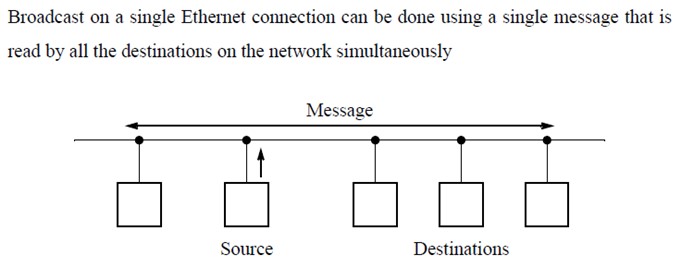 Broadcast on a single Ethernet connection can be done using a single message that is
read by all the destinations on the network simultaneously
Message
Source
Destinations